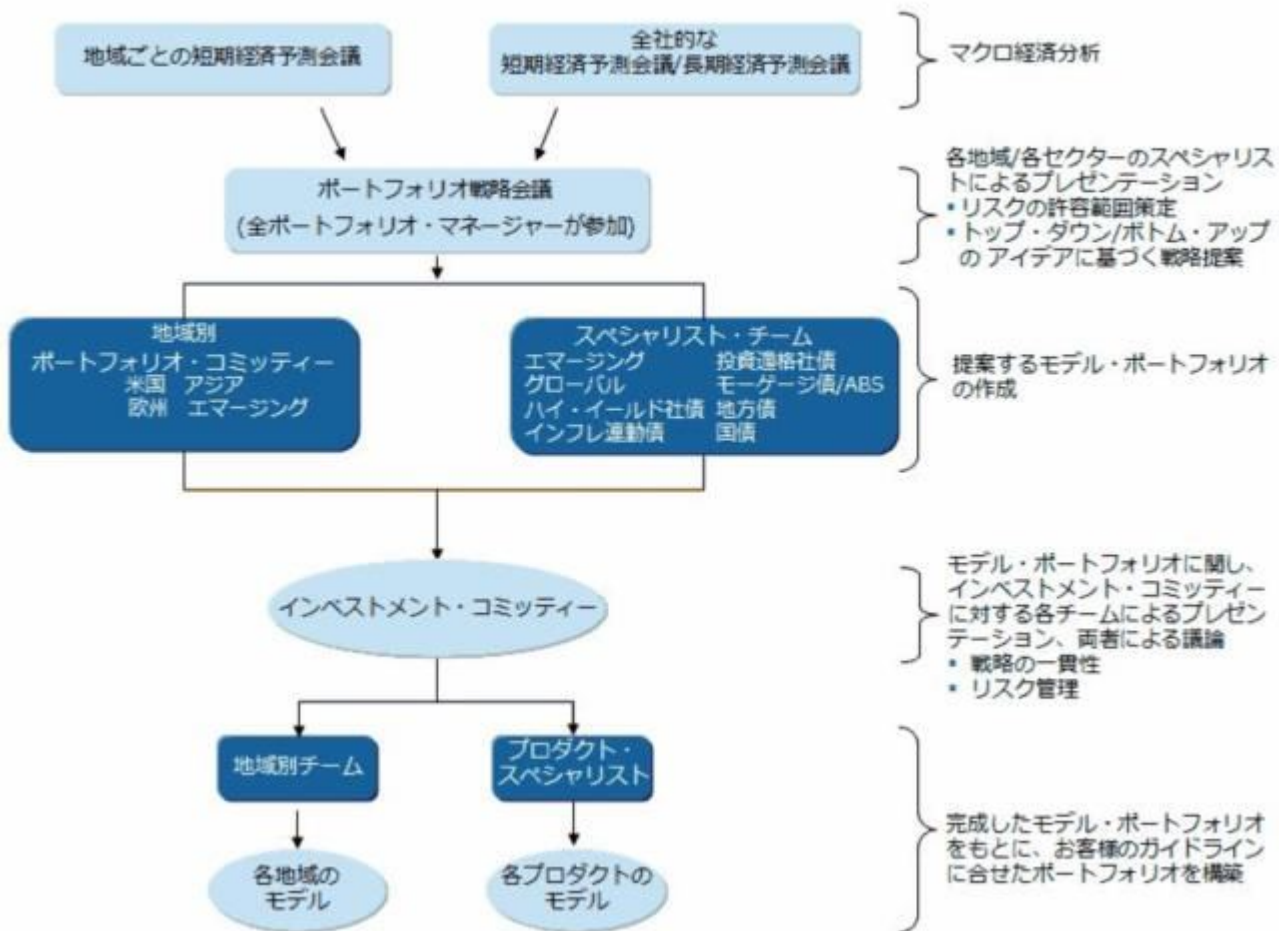 地域ごとの短期経済予測会議
全社的な
短期経済予測会議/長期経済予測会議
マクロ経済分析
ポートフォリオ戦略会議
(全ポートフォリオ・マネージャーが参加)
各地域/各セクターのスペシャリス
トによるプレゼンテーション
▪ リスクの許容範囲策定
▪ トップ・ダウン/ボトム・アップ
の アイデアに基づく戦略提案
地域別
ポートフォリオ・コミッティー
米国 アジア
欧州 エマージング
スペシャリスト・チーム
エマージング 投資適格社債
グローバル モーゲージ債/ABS
ハイ・イールド社債 地方債
インフレ連動債 国債
提案するモデル・ポートフォリオ
の作成
インベストメント・コミッティー
モデル・ポートフォリオに関し、
インベストメント・コミッティー
に対する各チームによるプレゼン
テーション、両者による議論
▪ 戦略の一貫性
▪ リスク管理
地域別チーム
プロダクト・
スペシャリスト
各地域の
モデル
各プロダクトの
モデル
完成したモデル・ポートフォリオ
をもとに、お客様のガイドライン
に合せたポートフォリオを構築